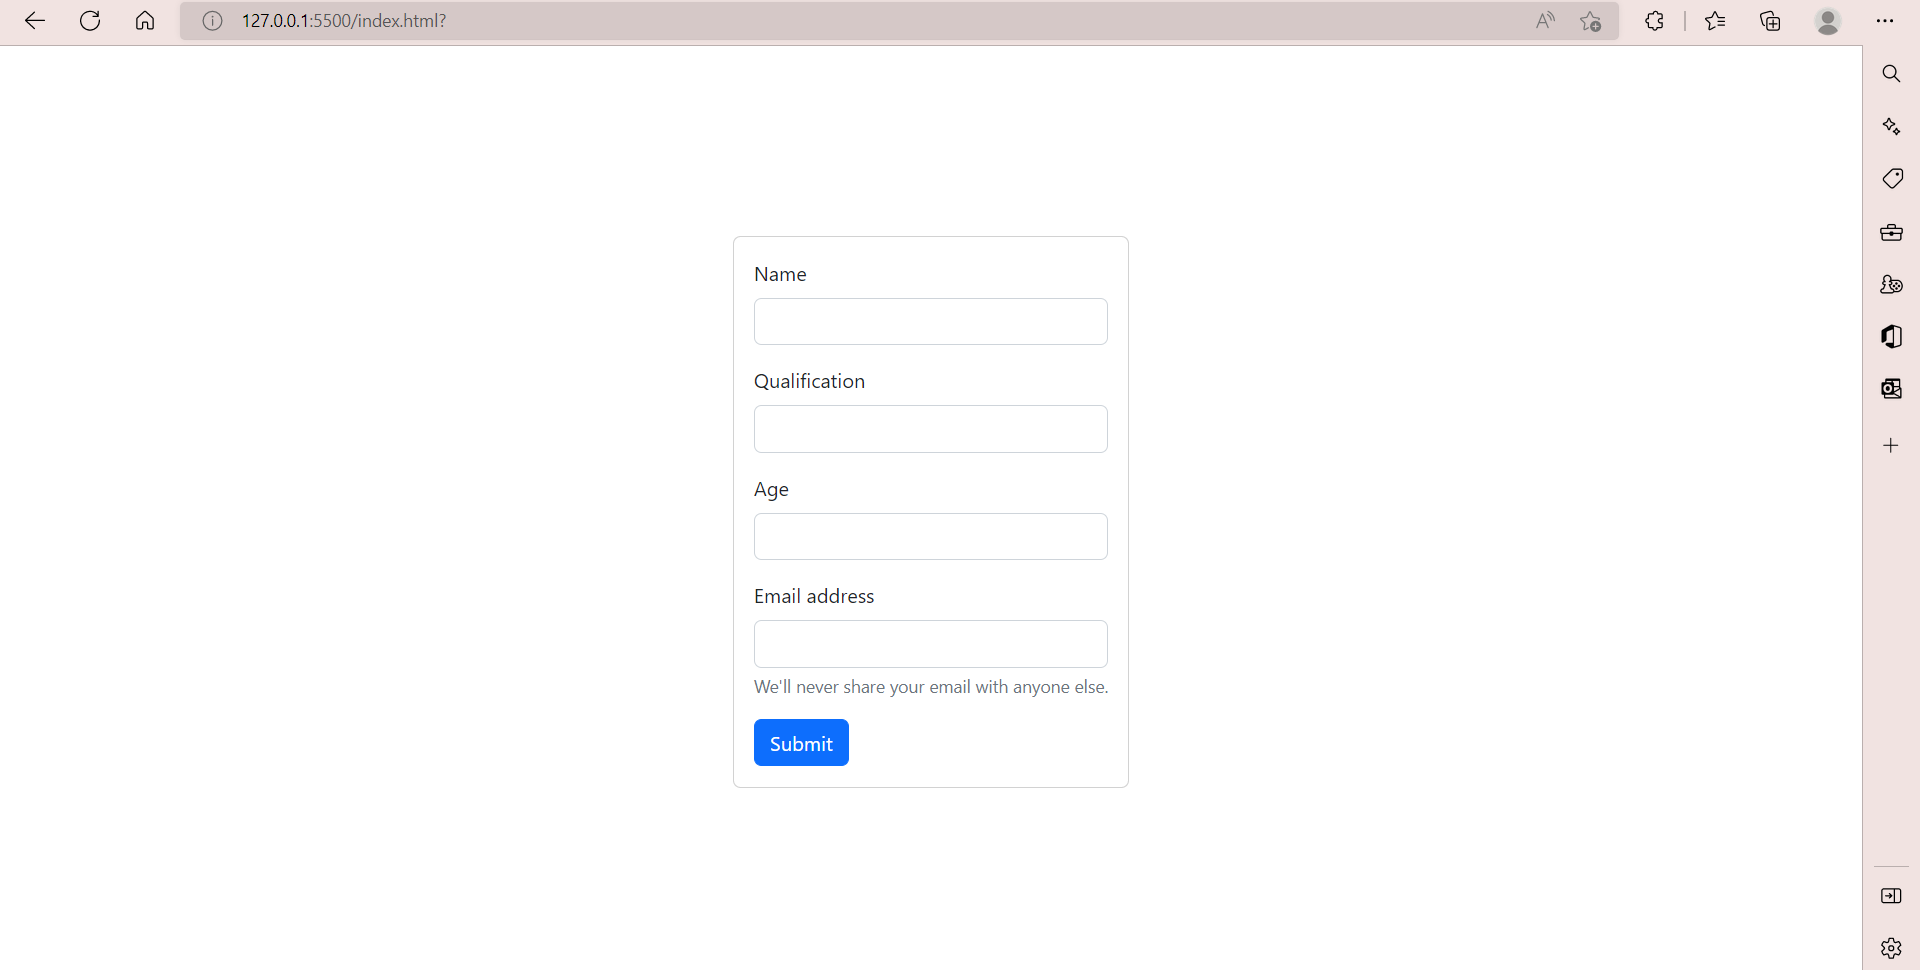 127.0.0.1:5500/index.html?
Name
Qualification
Age
Email address
We'll never share your email with anyone else.
Submit